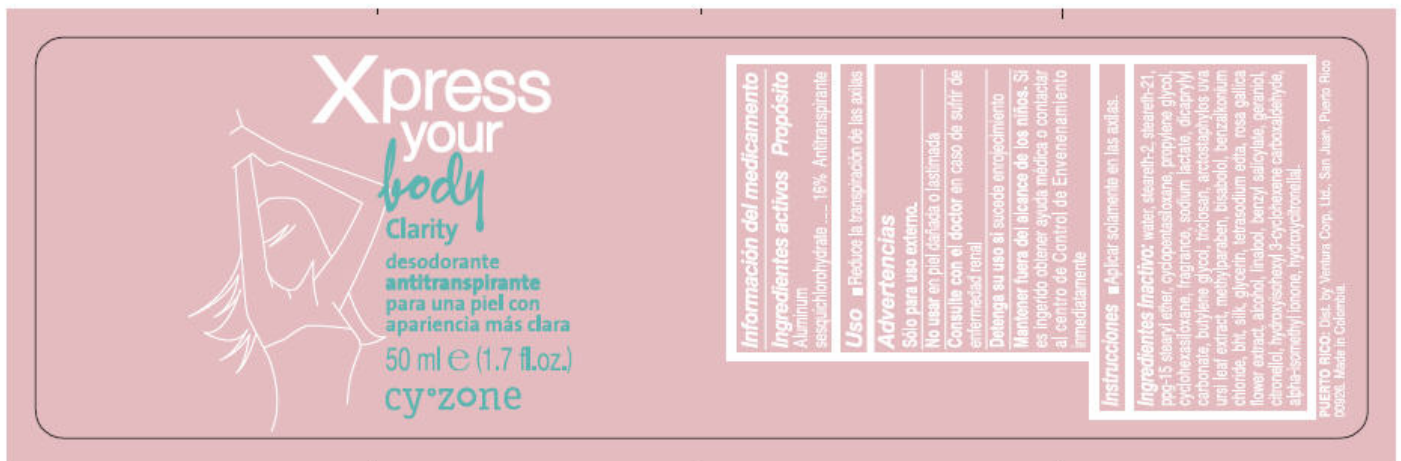 Xpress
your
body
Clarity
desodorante
antitranspirante
para una piel con
apariencia más clara
50 ml e (1.7 fl.oz.)
cy•zone
Información del medicamento
Ingredientes activos Propósito
Aluminum
sesquichlorohydrate .... 16% Antitranspirante
Uso ■ Reduce la transpiración de las axilas
Advertencias
Sólo para uso externo.
No usar en piel dañada o lastimada
Consulte con el doctor en caso de sufrir de
enfermedad renal
Detenga su uso si sucede enrojecimiento
Mantener fuera del alcance de los niños. Si
es ingerido obtener ayuda médica o contactar
al centro de Control de Envenenamiento
inmediatamente
Instrucciones ■ Aplicar solamente en las axilas.
Ingredientes Inactivo: water, steareth-2, steareth-21,
ppg-15 stearyl ether, cyclopentasiloxane, propylene glycol,
cyclohexasiloxane, fragrance, sodium lactate, dicaprylyl
carbonate, butylene glycol, triclosan, arctostaphylos uva
ursi leaf extract, methylparaben, bisabolol, benzalkonium
chloride, bht, silk, glycerin, tetrasodium edta, rosa gallica
flower extract, alcohol, linalool, benzyl salicylate, geraniol,
citronellol, hydroxyisohexyl 3-cyclohexene carboxaldehyde,
alpha-isomethyl ionone, hydroxycitronellal.
PUERTO RICO: Dist. by Ventura Corp, Ltd., San Juan, Puerto Rico
00926. Made in Colombia.